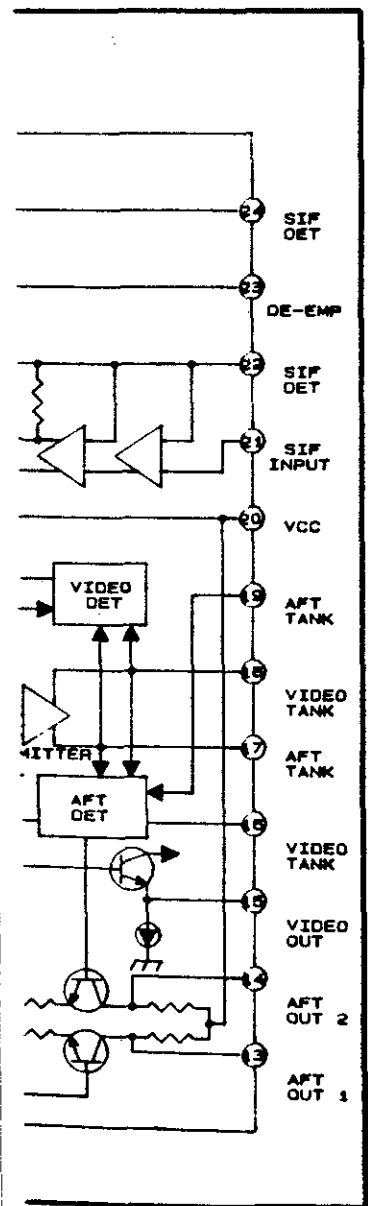 24
SIF
DET
23
DE-EMP
22
SIF
DET
21
SIF
INPUT
20
VCC
19
AFT
TANK
VIDEO
DET
18
VIDEO
TANK
17
AFT
TANK
MITTER
AFT
DET
16
VIDEO
TANK
15
VIDEO
OUT
14
AFT
OUT 2
13
AFT
OUT 1